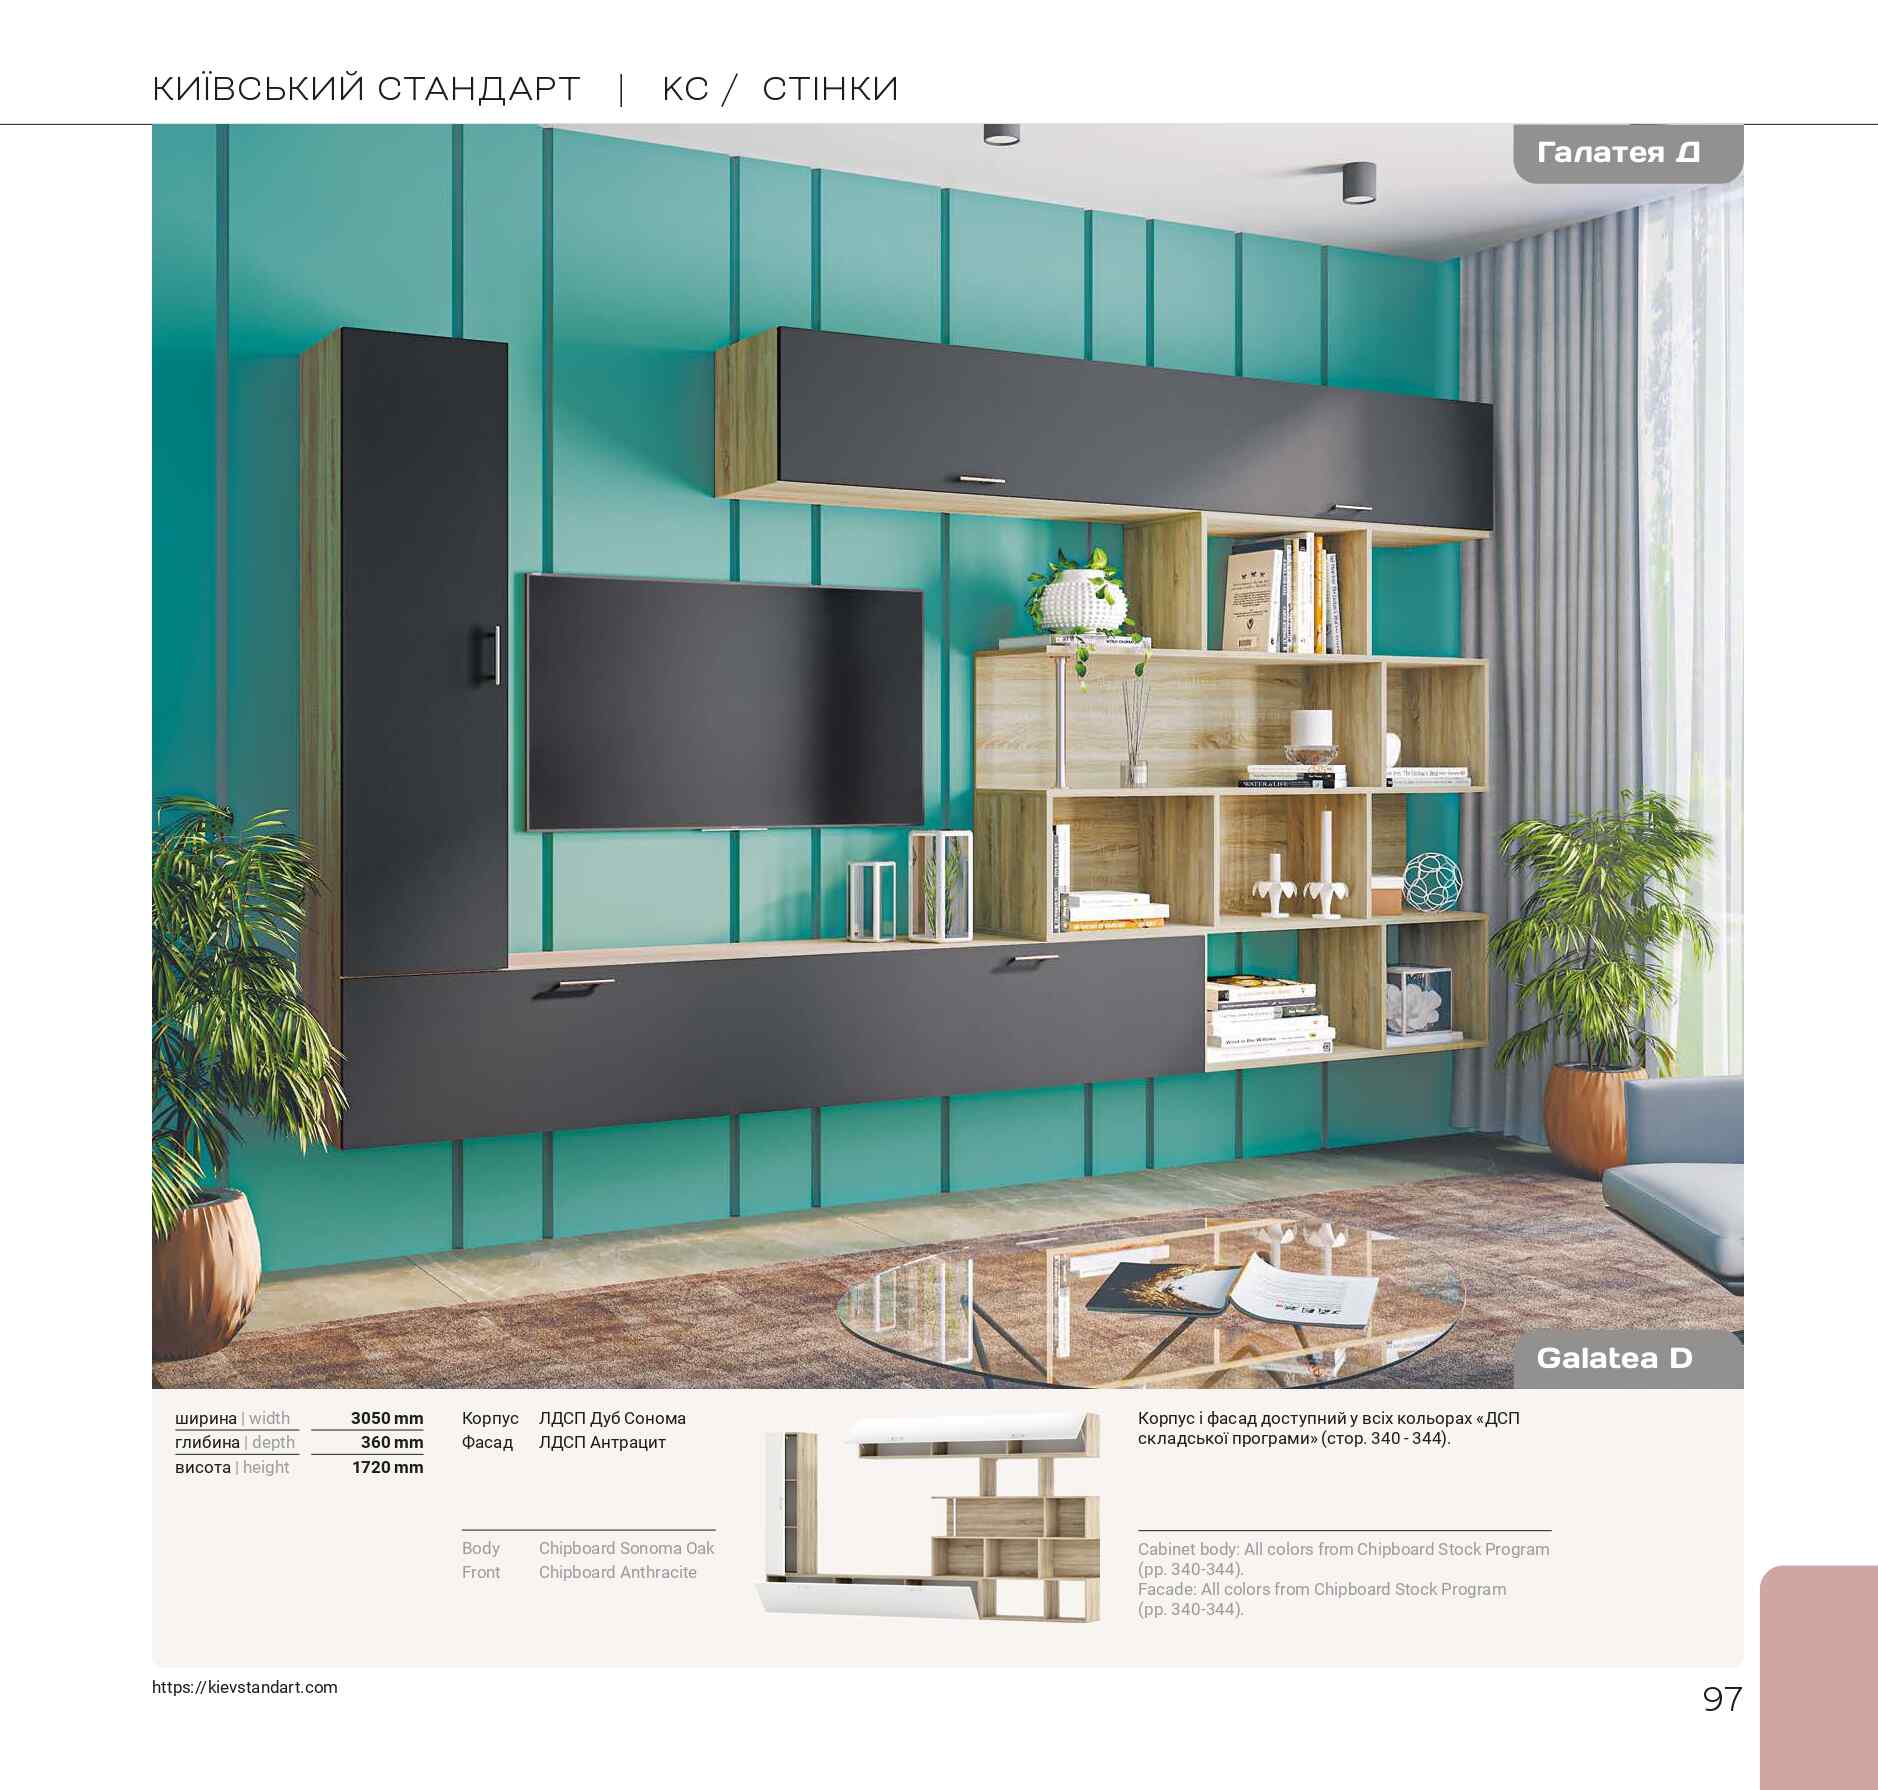 КИЇВСЬКИЙ СТАНДАРТ | КС / СТІНКИ
Галатея Д
WATER & LIFE
Galatea D
ширина | width 3050 mm
глибина | depth 360 mm
висота | height 1720 mm
Корпус ЛДСП Дуб Сонома
Фасад ЛДСП Антрацит
Body Chipboard Sonoma Oak
Front Chipboard Anthracite
Корпус і фасад доступний у всіх кольорах «ДСП
складської програми» (стор. 340 - 344).
Cabinet body: All colors from Chipboard Stock Program
(pp. 340-344).
Facade: All colors from Chipboard Stock Program
(pp. 340-344).
https://kievstandart.com
97